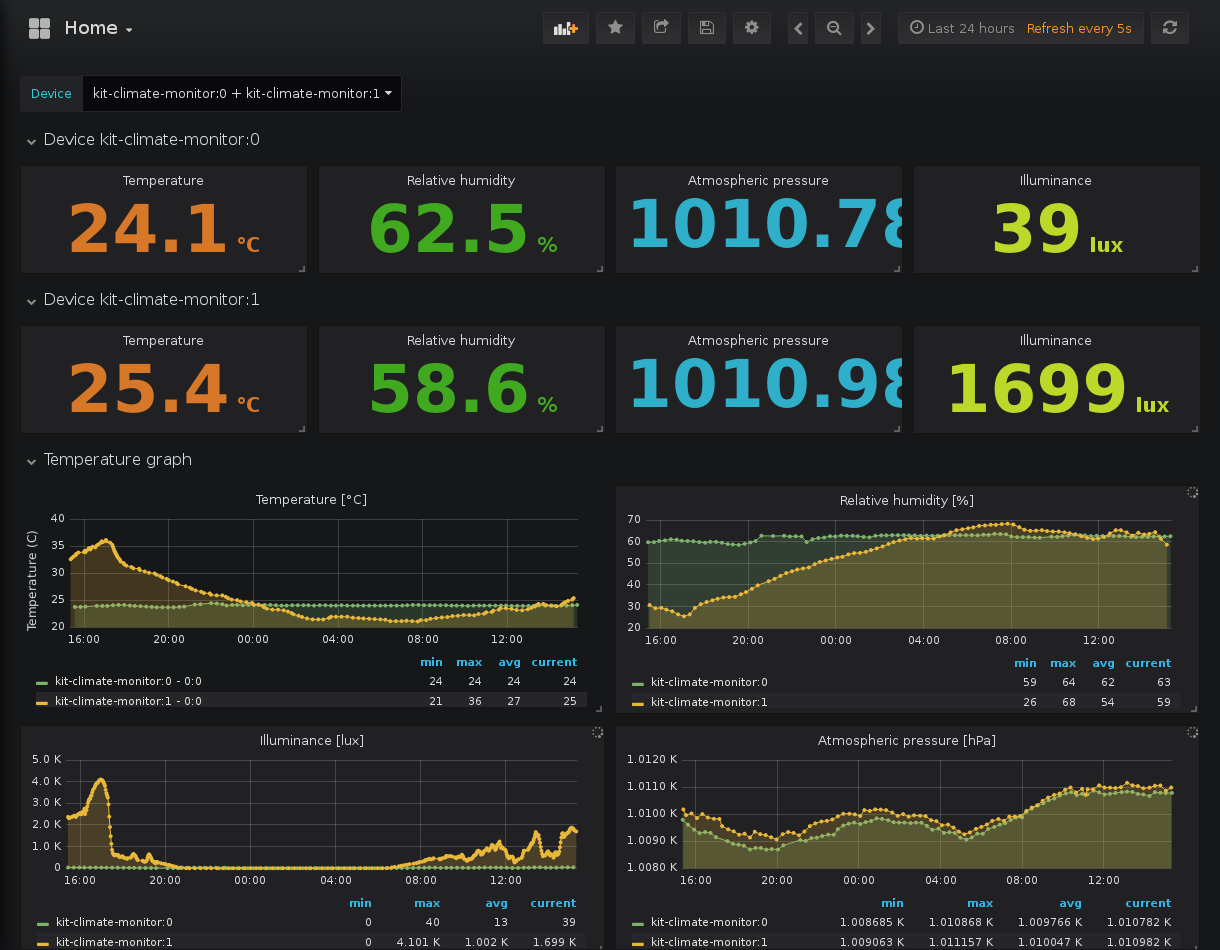 Home
Last 24 hours Refresh every 5s
Device kit-climate-monitor:0 + kit-climate-monitor:1
Device kit-climate-monitor:0
Temperature Relative humidity Atmospheric pressure Illuminance
24.1 °C 62.5 % 1010.78 39 lux
Device kit-climate-monitor:1
Temperature Relative humidity Atmospheric pressure Illuminance
25.4 °C 58.6 % 1010.98 1699 lux
Temperature graph
Temperature [°C]
Temperature (C)
40
35
30
25
20
16:00 20:00 00:00 04:00 08:00 12:00
min max avg current
kit-climate-monitor:0 - 0:0 24 24 24 24
kit-climate-monitor:1 - 0:0 21 36 27 25
Relative humidity [%]
70
60
50
40
30
20
16:00 20:00 00:00 04:00 08:00 12:00
min max avg current
kit-climate-monitor:0 59 64 62 63
kit-climate-monitor:1 26 68 54 59
Illuminance [lux]
5.0 K
4.0 K
3.0 K
2.0 K
1.0 K
0
16:00 20:00 00:00 04:00 08:00 12:00
min max avg current
kit-climate-monitor:0 0 40 13 39
kit-climate-monitor:1 0 4.101 K 1.002 K 1.699 K
Atmospheric pressure [hPa]
1.0120 K
1.0110 K
1.0100 K
1.0090 K
1.0080 K
16:00 20:00 00:00 04:00 08:00 12:00
min max avg current
kit-climate-monitor:0 1.008685 K 1.010868 K 1.009766 K 1.010782 K
kit-climate-monitor:1 1.009063 K 1.011157 K 1.010047 K 1.010982 K